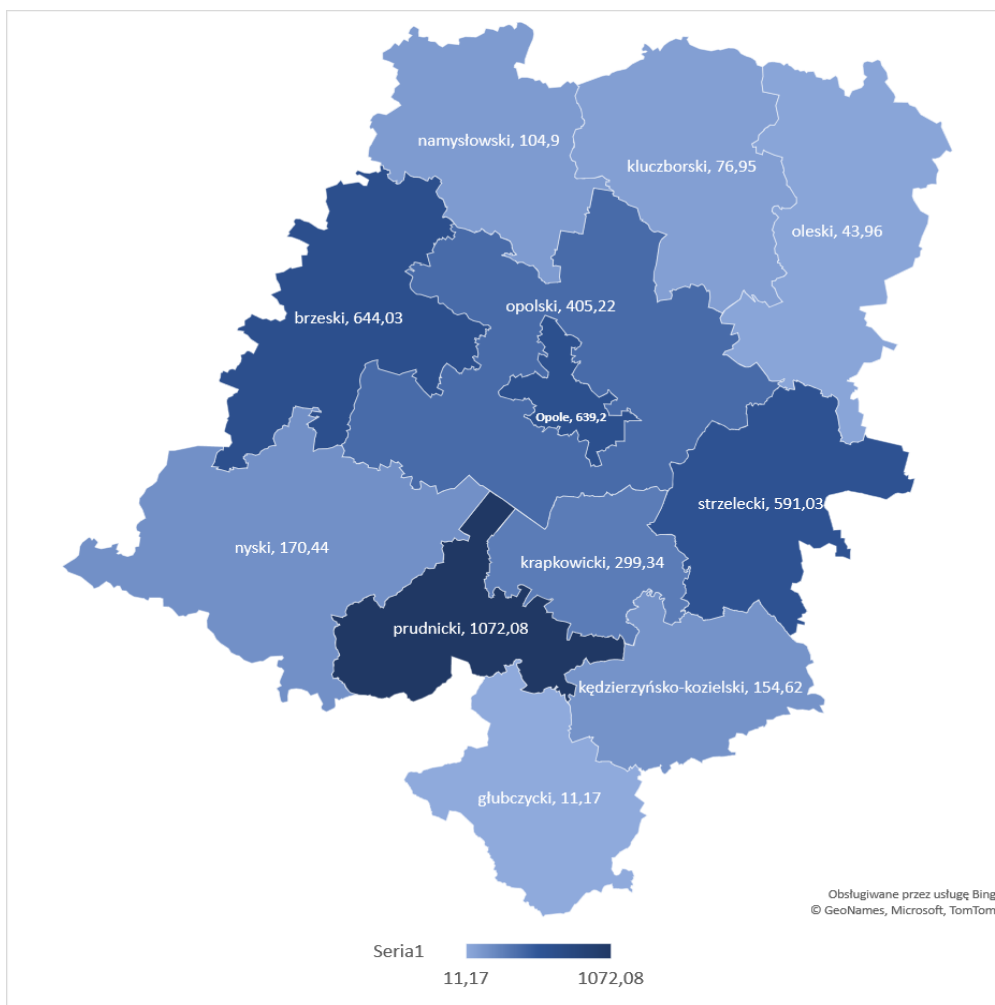 namysłowski, 104,9
kluczborski, 76,95
oleski, 43,96
opolski, 405,22
brzeski, 644,03
Opole, 639,2
strzelecki, 591,03
nyski, 170,44
krapkowicki, 299,34
prudnicki, 1072,08
kędzierzyńsko-kozielski, 154,62
głubczycki, 11,17
Obsługiwane przez usługę Bing
© GeoNames, Microsoft, TomTom
Seria1
11,17 1072,08